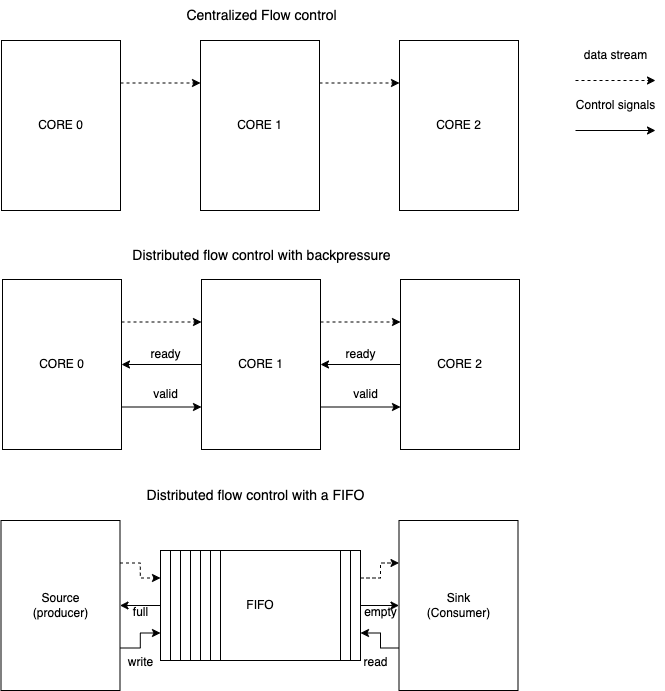 Centralized Flow control
data stream
Control signals
CORE 0
CORE 1
CORE 2
Distributed flow control with backpressure
CORE 0
ready
valid
CORE 1
ready
valid
CORE 2
Distributed flow control with a FIFO
Source
(producer)
full
write
FIFO
empty
read
Sink
(Consumer)